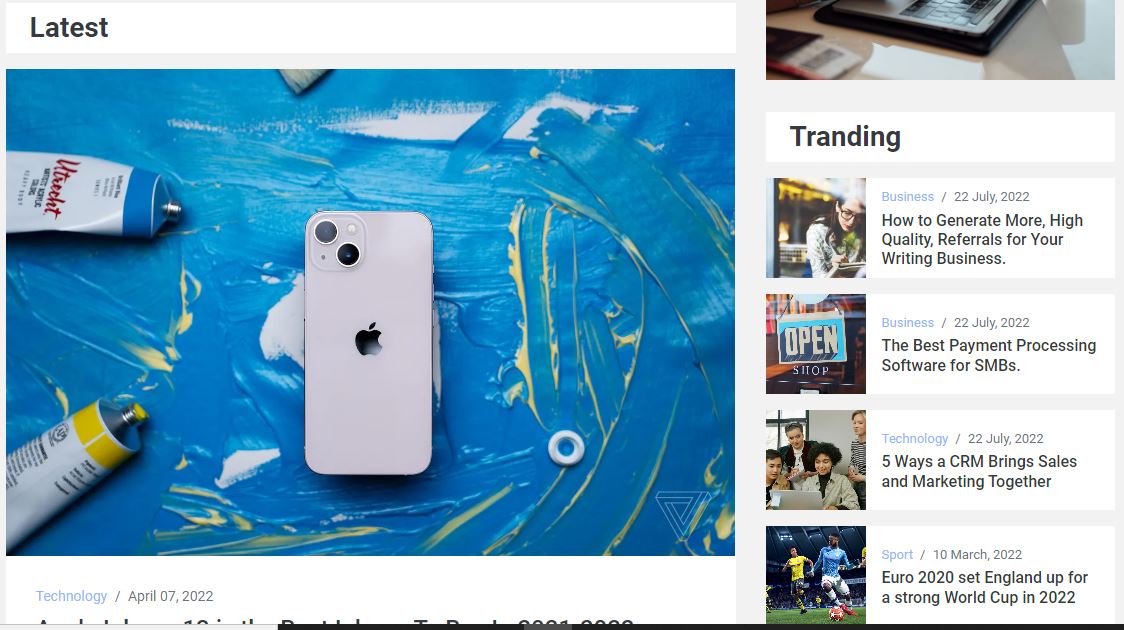 Latest
Utrecht
Technology / April 07, 2022
Tranding
Business / 22 July, 2022
How to Generate More, High
Quality, Referrals for Your
Writing Business.
OPEN
SHOP
Business / 22 July, 2022
The Best Payment Processing
Software for SMBs.
Technology / 22 July, 2022
5 Ways a CRM Brings Sales
and Marketing Together
Sport / 10 March, 2022
Euro 2020 set England up for
a strong World Cup in 2022